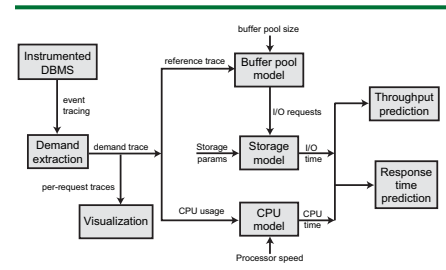 buffer pool size
Instrumented
DBMS
reference trace
Buffer pool
model
event
tracing
I/O requests
Throughput
prediction
Demand
extraction
demand trace
Storage
params
Storage
model
I/O
time
per-request traces
Response
time
prediction
Visualization
CPU usage
CPU
model
CPU
time
Processor speed